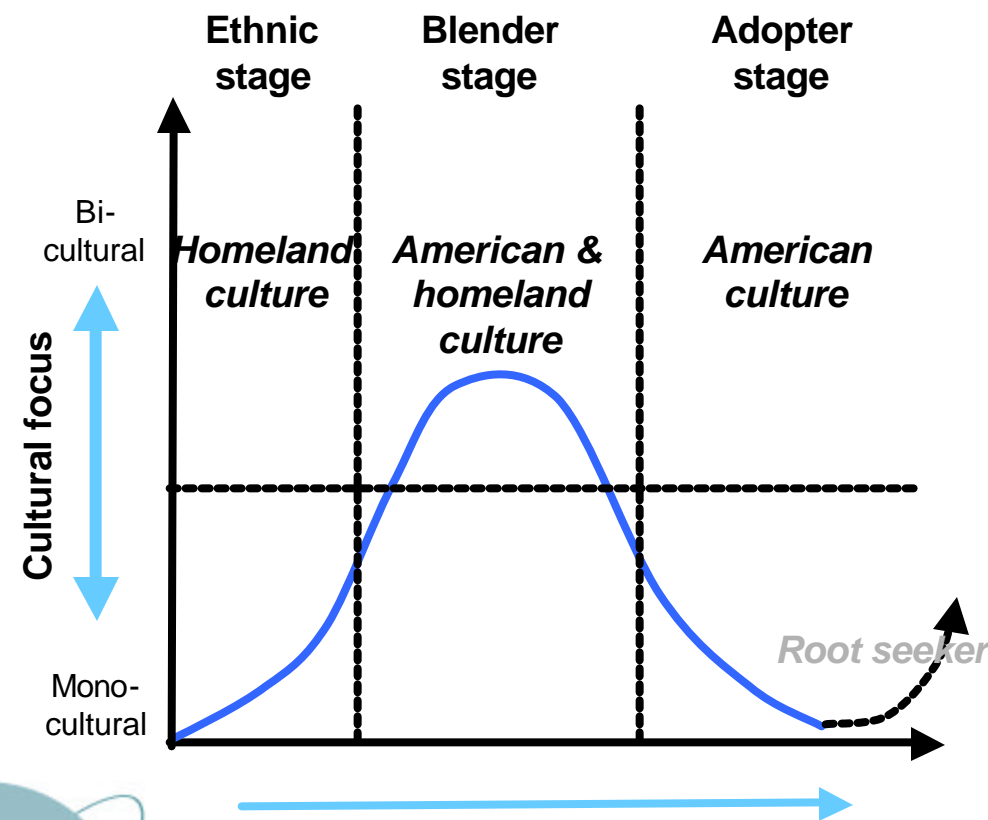 Ethnic
stage
Blender
stage
Adopter
stage
Bi-
cultural
Homeland
culture
American &
homeland
culture
American
culture
Cultural focus
Root seeker
Mono-
cultural